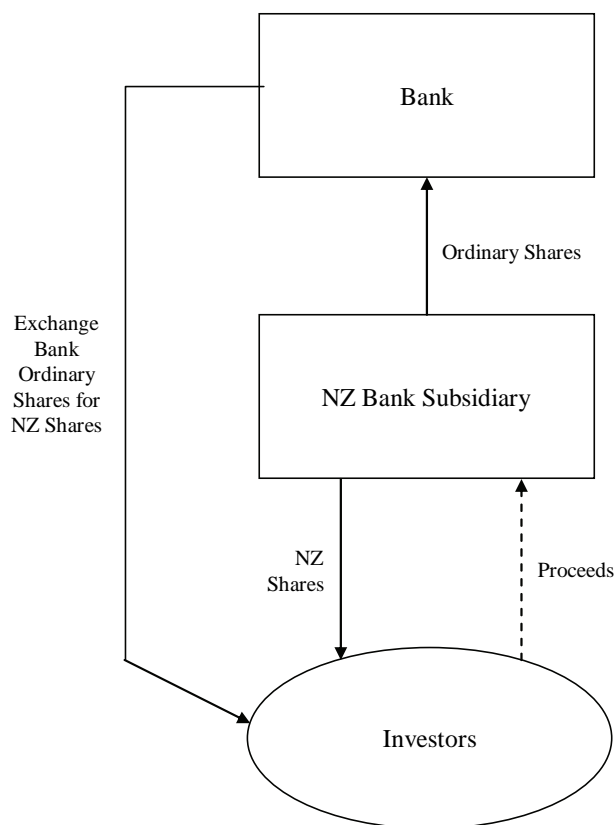 Bank
Ordinary Shares
Exchange
Bank
Ordinary
Shares for
NZ Shares
NZ Bank Subsidiary
NZ
Shares
Proceeds
Investors